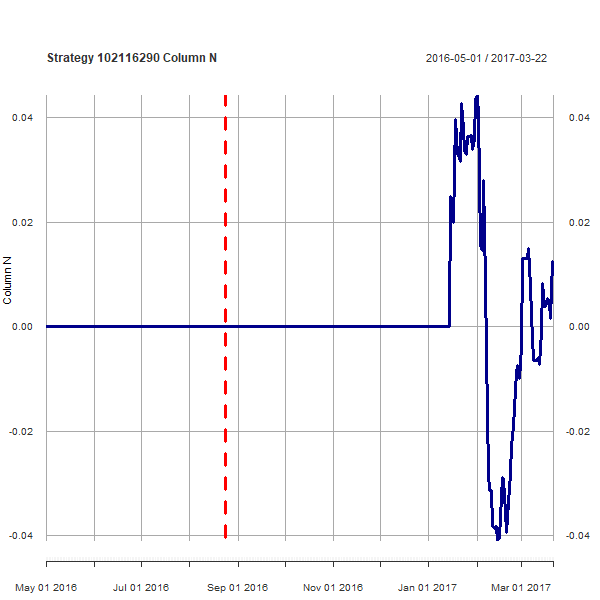 Strategy 102116290 Column N
2016-05-01 / 2017-03-22
Column N
0.04
0.02
0.00
-0.02
-0.04
0.04
0.02
0.00
-0.02
-0.04
May 01 2016
Jul 01 2016
Sep 01 2016
Nov 01 2016
Jan 01 2017
Mar 01 2017